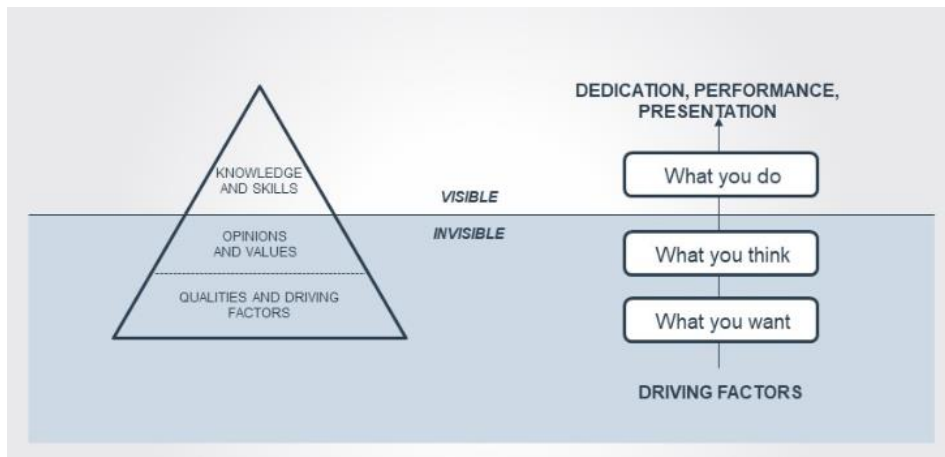 KNOWLEDGE
AND SKILLS
OPINIONS
AND VALUES
QUALITIES AND DRIVING
FACTORS
VISIBLE
INVISIBLE
DEDICATION, PERFORMANCE,
PRESENTATION
What you do
What you think
What you want
DRIVING FACTORS